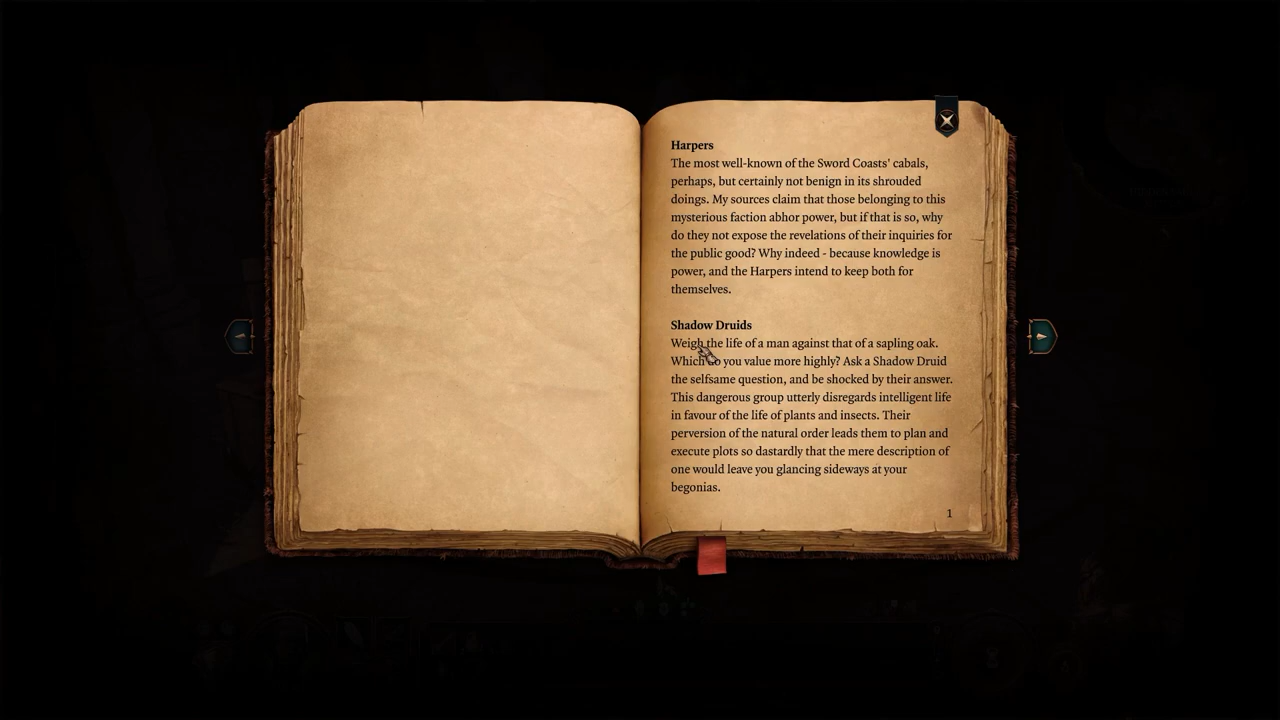 Harpers
The most well-known of the Sword Coasts' cabals,
perhaps, but certainly not benign in its shrouded
doings. My sources claim that those belonging to this
mysterious faction abhor power, but if that is so, why
do they not expose the revelations of their inquiries for
the public good? Why indeed - because knowledge is
power, and the Harpers intend to keep both for
themselves.
Shadow Druids
Weigh the life of a man against that of a sapling oak.
Which do you value more highly? Ask a Shadow Druid
the selfsame question, and be shocked by their answer.
This dangerous group utterly disregards intelligent life
in favour of the life of plants and insects. Their
perversion of the natural order leads them to plan and
execute plots so dastardly that the mere description of
one would leave you glancing sideways at your
begonias.
1